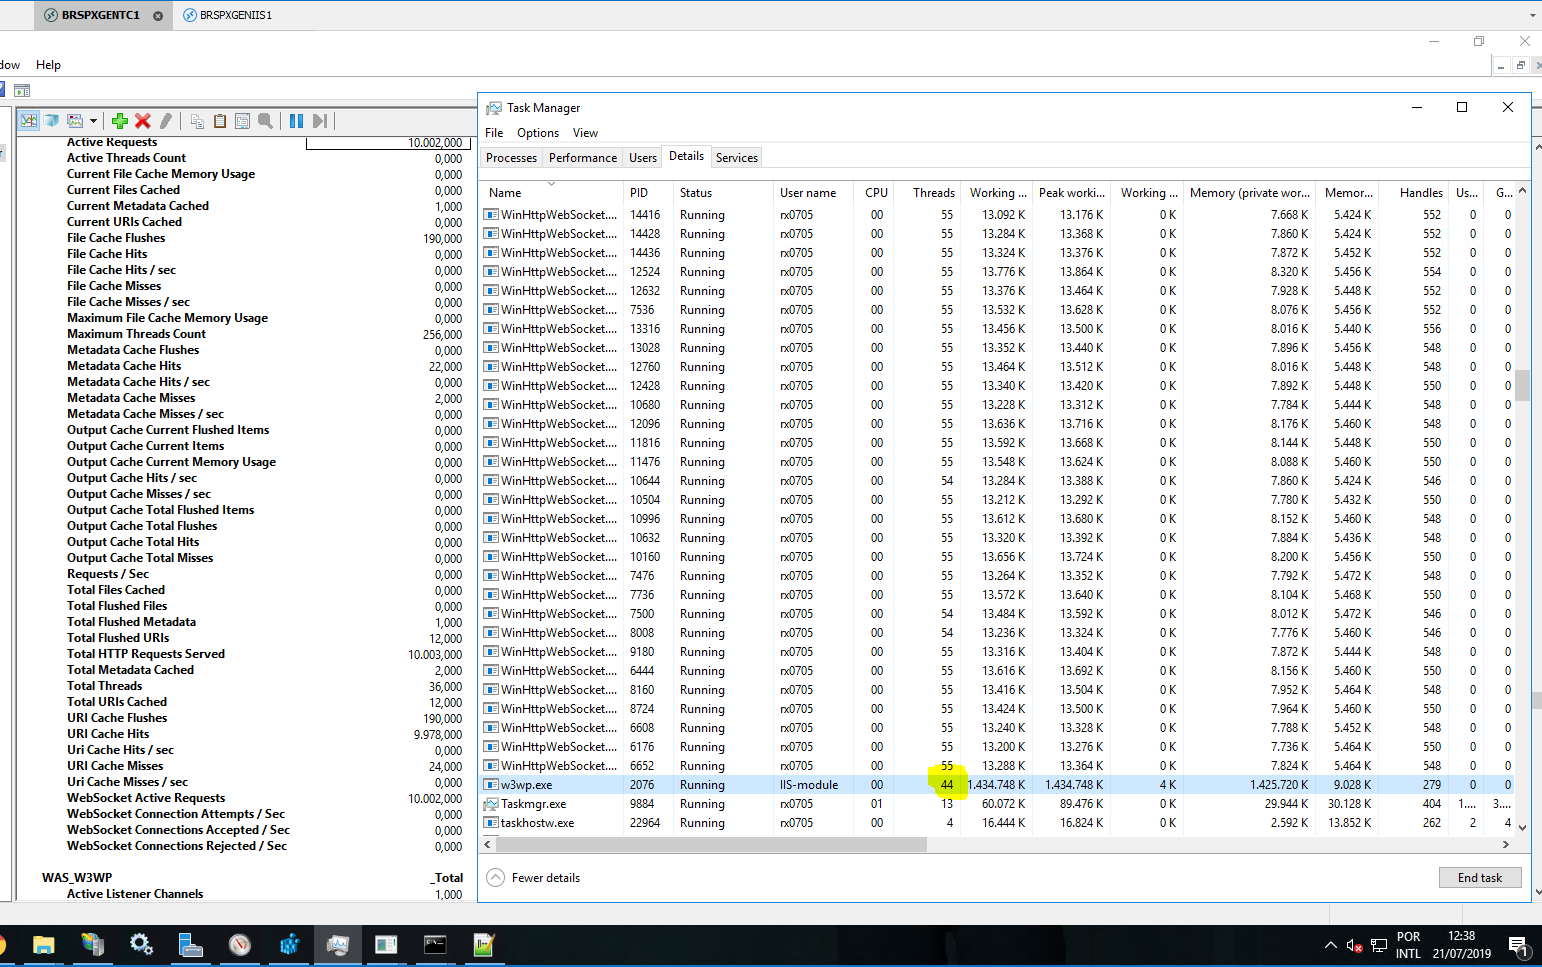 BRSPXGENTC1 BRSPXGENIIS1
dow Help
Active Requests 10.002,000
Active Threads Count 0,000
Current File Cache Memory Usage 0,000
Current Files Cached 0,000
Current Metadata Cached 1,000
Current URIs Cached 0,000
File Cache Flushes 190,000
File Cache Hits 0,000
File Cache Hits / sec 0,000
File Cache Misses 0,000
File Cache Misses / sec 0,000
Maximum File Cache Memory Usage 0,000
Maximum Threads Count 256,000
Metadata Cache Flushes 0,000
Metadata Cache Hits 22,000
Metadata Cache Hits / sec 0,000
Metadata Cache Misses 2,000
Metadata Cache Misses / sec 0,000
Output Cache Current Flushed Items 0,000
Output Cache Current Items 0,000
Output Cache Current Memory Usage 0,000
Output Cache Hits / sec 0,000
Output Cache Misses / sec 0,000
Output Cache Total Flushed Items 0,000
Output Cache Total Flushes 0,000
Output Cache Total Hits 0,000
Output Cache Total Misses 0,000
Requests / Sec 0,000
Total Files Cached 0,000
Total Flushed Files 0,000
Total Flushed Metadata 1,000
Total Flushed URIs 12,000
Total HTTP Requests Served 10.003,000
Total Metadata Cached 2,000
Total Threads 36,000
Total URIs Cached 12,000
URI Cache Flushes 190,000
URI Cache Hits 9.978,000
Uri Cache Hits / sec 0,000
URI Cache Misses 24,000
Uri Cache Misses / sec 0,000
WebSocket Active Requests 10.002,000
WebSocket Connection Attempts / Sec 0,000
WebSocket Connections Accepted / Sec 0,000
WebSocket Connections Rejected / Sec 0,000
WAS_W3WP _Total
Active Listener Channels 1,000
Task Manager
File Options View
Processes Performance Users Details Services
Name PID Status User name CPU Threads Working ... Peak worki... Working ... Memory (private wor... Memor... Handles Us... G...
WinHttpWebSocket.... 14416 Running rx0705 00 55 13.092 K 13.176 K 0 K 7.668 K 5.424 K 552 0 0
WinHttpWebSocket.... 14428 Running rx0705 00 55 13.284 K 13.368 K 0 K 7.860 K 5.424 K 552 0 0
WinHttpWebSocket.... 14436 Running rx0705 00 55 13.324 K 13.376 K 0 K 7.872 K 5.452 K 552 0 0
WinHttpWebSocket.... 12524 Running rx0705 00 55 13.776 K 13.864 K 0 K 8.320 K 5.456 K 554 0 0
WinHttpWebSocket.... 12632 Running rx0705 00 55 13.376 K 13.464 K 0 K 7.928 K 5.448 K 552 0 0
WinHttpWebSocket.... 7536 Running rx0705 00 55 13.532 K 13.628 K 0 K 8.076 K 5.456 K 552 0 0
WinHttpWebSocket.... 13316 Running rx0705 00 55 13.456 K 13.500 K 0 K 8.016 K 5.440 K 556 0 0
WinHttpWebSocket.... 13028 Running rx0705 00 55 13.352 K 13.440 K 0 K 7.896 K 5.456 K 548 0 0
WinHttpWebSocket.... 12760 Running rx0705 00 55 13.464 K 13.512 K 0 K 8.016 K 5.448 K 548 0 0
WinHttpWebSocket.... 12428 Running rx0705 00 55 13.340 K 13.420 K 0 K 7.892 K 5.448 K 550 0 0
WinHttpWebSocket.... 10680 Running rx0705 00 55 13.228 K 13.312 K 0 K 7.784 K 5.444 K 548 0 0
WinHttpWebSocket.... 12096 Running rx0705 00 55 13.636 K 13.716 K 0 K 8.176 K 5.460 K 548 0 0
WinHttpWebSocket.... 11816 Running rx0705 00 55 13.592 K 13.668 K 0 K 8.144 K 5.448 K 550 0 0
WinHttpWebSocket.... 11476 Running rx0705 00 55 13.548 K 13.624 K 0 K 8.088 K 5.460 K 550 0 0
WinHttpWebSocket.... 10644 Running rx0705 00 54 13.284 K 13.388 K 0 K 7.860 K 5.424 K 546 0 0
WinHttpWebSocket.... 10504 Running rx0705 00 55 13.212 K 13.292 K 0 K 7.780 K 5.432 K 550 0 0
WinHttpWebSocket.... 10996 Running rx0705 00 55 13.612 K 13.680 K 0 K 8.152 K 5.460 K 548 0 0
WinHttpWebSocket.... 10632 Running rx0705 00 55 13.320 K 13.392 K 0 K 7.884 K 5.436 K 548 0 0
WinHttpWebSocket.... 10160 Running rx0705 00 55 13.656 K 13.724 K 0 K 8.200 K 5.456 K 550 0 0
WinHttpWebSocket.... 7476 Running rx0705 00 55 13.264 K 13.352 K 0 K 7.792 K 5.472 K 548 0 0
WinHttpWebSocket.... 7736 Running rx0705 00 55 13.572 K 13.640 K 0 K 8.104 K 5.468 K 550 0 0
WinHttpWebSocket.... 7500 Running rx0705 00 54 13.484 K 13.592 K 0 K 8.012 K 5.472 K 546 0 0
WinHttpWebSocket.... 8008 Running rx0705 00 54 13.236 K 13.324 K 0 K 7.776 K 5.460 K 546 0 0
WinHttpWebSocket.... 9180 Running rx0705 00 55 13.316 K 13.404 K 0 K 7.872 K 5.444 K 548 0 0
WinHttpWebSocket.... 6444 Running rx0705 00 55 13.616 K 13.692 K 0 K 8.156 K 5.460 K 550 0 0
WinHttpWebSocket.... 8160 Running rx0705 00 55 13.416 K 13.504 K 0 K 7.952 K 5.464 K 548 0 0
WinHttpWebSocket.... 8724 Running rx0705 00 55 13.424 K 13.500 K 0 K 7.964 K 5.460 K 550 0 0
WinHttpWebSocket.... 6608 Running rx0705 00 55 13.240 K 13.328 K 0 K 7.788 K 5.452 K 548 0 0
WinHttpWebSocket.... 6176 Running rx0705 00 55 13.200 K 13.276 K 0 K 7.736 K 5.464 K 550 0 0
WinHttpWebSocket.... 6652 Running rx0705 00 55 13.288 K 13.364 K 0 K 7.824 K 5.464 K 548 0 0
w3wp.exe 2076 Running IIS-module 00 44 1.434.748 K 1.434.748 K 4 K 1.425.720 K 9.028 K 279 0 0
Taskmgr.exe 9884 Running rx0705 01 13 60.072 K 89.476 K 0 K 29.944 K 30.128 K 404 1.... 3....
taskhostw.exe 22964 Running rx0705 00 4 16.444 K 16.824 K 0 K 2.592 K 13.852 K 262 2 4
Fewer details End task
POR 12:38
INTL 21/07/2019 1